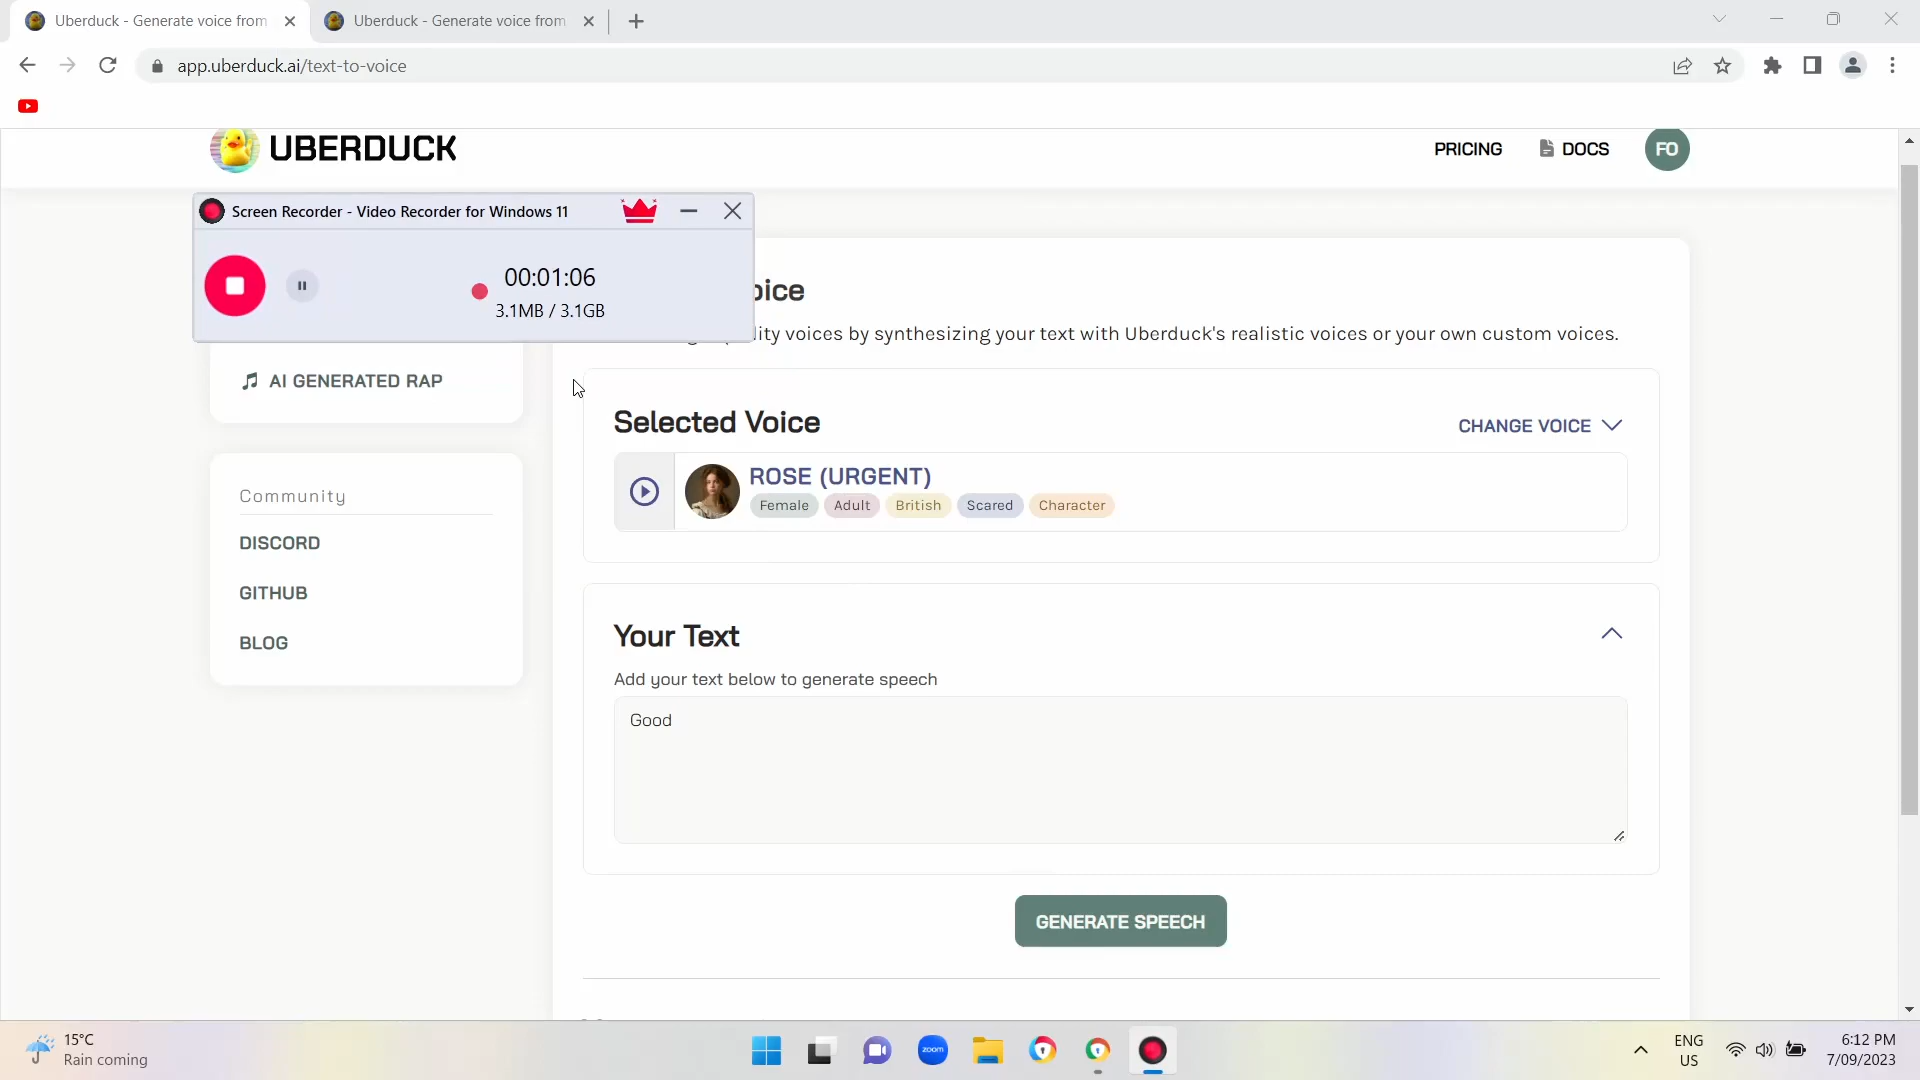 Uberduck - Generate voice from
Uberduck - Generate voice from
app.uberduck.ai/text-to-voice
UBERDUCK
PRICING
DOCS
FO
Screen Recorder - Video Recorder for Windows 11
00:01:06
3.1MB / 3.1GB
oice
ity voices by synthesizing your text with Uberduck's realistic voices or your own custom voices.
AI GENERATED RAP
Selected Voice
CHANGE VOICE
ROSE (URGENT)
Female Adult British Scared Character
Community
DISCORD
GITHUB
BLOG
Your Text
Add your text below to generate speech
Good
GENERATE SPEECH
15°C
Rain coming
zoom
ENG
US
6:12 PM
7/09/2023